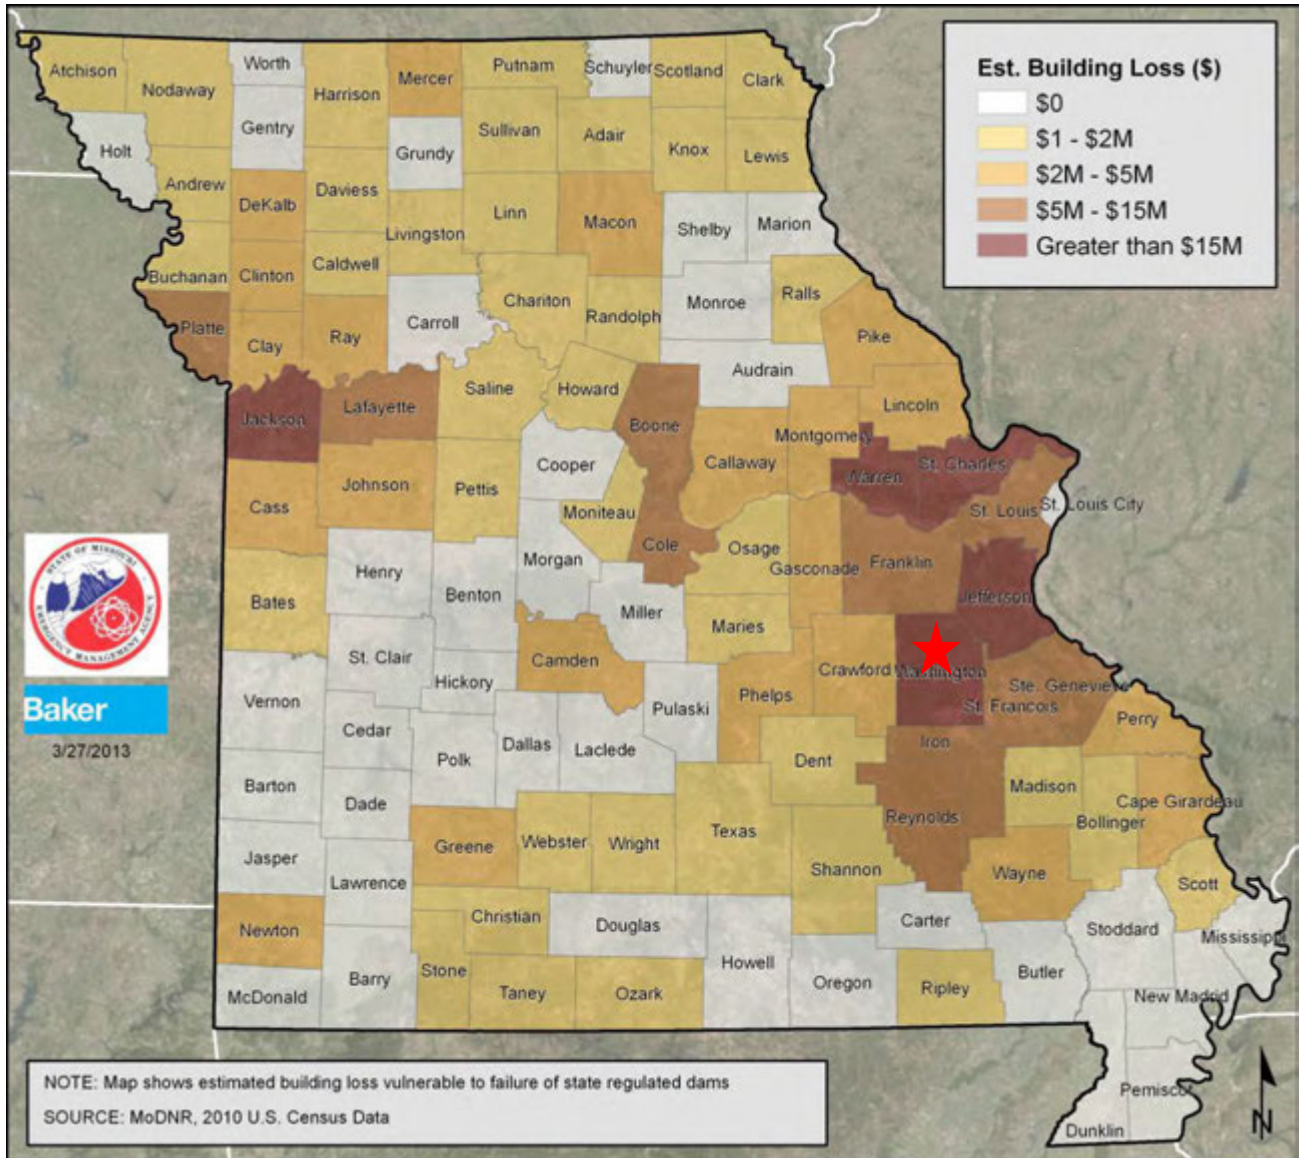 Est. Building Loss ($)
$0
$1 - $2M
$2M - $5M
$5M - $15M
Greater than $15M
Atchison
Nodaway
Worth
Harrison
Mercer
Putnam
Schuyler
Scotland
Clark
Gentry
Holt
Grundy
Sullivan
Adair
Knox
Lewis
Andrew
DeKalb
Daviess
Livingston
Linn
Macon
Shelby
Marion
Buchanan
Clinton
Caldwell
Chariton
Randolph
Monroe
Ralls
Platte
Clay
Ray
Carroll
Pike
Audrain
Jackson
Lafayette
Saline
Howard
Boone
Lincoln
Montgomery
Callaway
Cooper
Warren
St. Charles
Cass
Johnson
Pettis
Moniteau
St. Louis
St. Louis City
Cole
Osage
Gasconade
Franklin
Jefferson
Henry
Morgan
Benton
Miller
Maries
Bates
St. Clair
Camden
Crawford
Washington
Ste. Genevieve
St. Francois
Hickory
Vernon
Pulaski
Phelps
Perry
Cedar
Dallas
Laclede
Polk
Iron
Dent
Barton
Dade
Madison
Cape Girardeau
Bollinger
Reynolds
Jasper
Greene
Webster
Wright
Texas
Shannon
Wayne
Lawrence
Scott
Newton
Christian
Douglas
Carter
Stoddard
Mississippi
McDonald
Barry
Stone
Taney
Ozark
Howell
Oregon
Ripley
Butler
New Madrid
Pemiscot
Dunklin
STATE OF MISSOURI
EMERGENCY MANAGEMENT AGENCY
Baker
3/27/2013
NOTE: Map shows estimated building loss vulnerable to failure of state regulated dams
SOURCE: MoDNR, 2010 U.S. Census Data
N